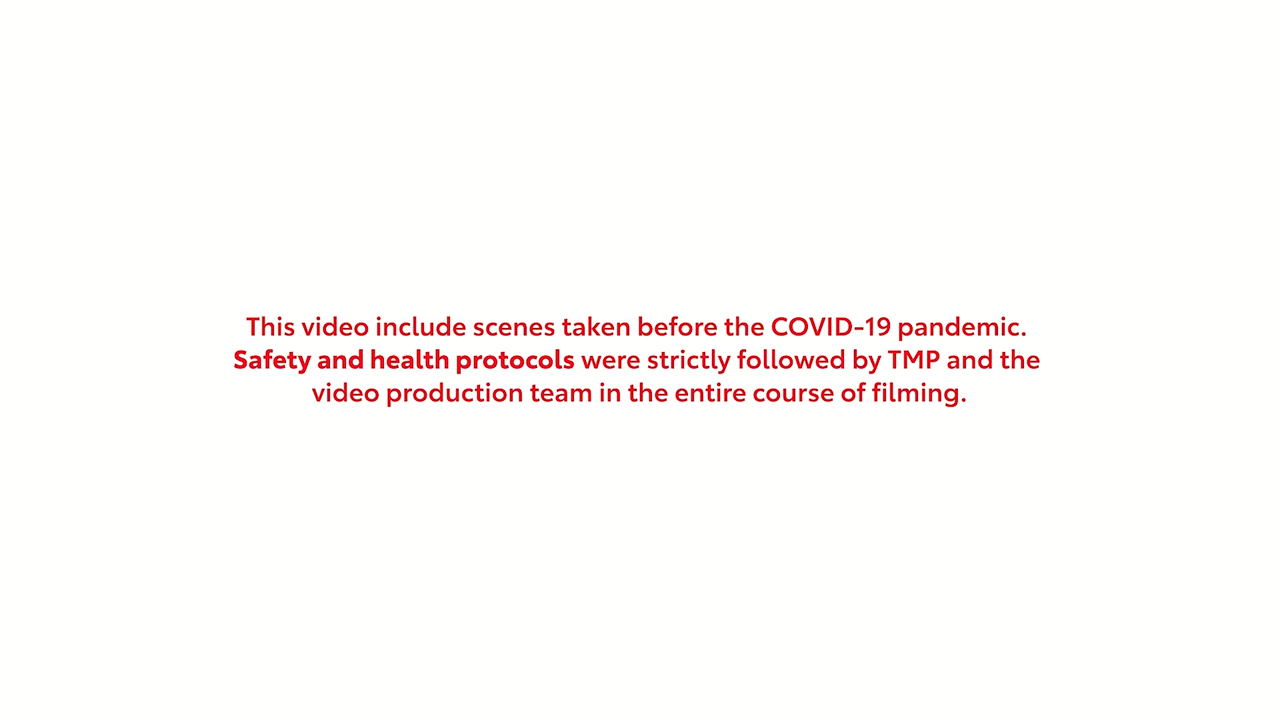 This video include scenes taken before the COVID-19 pandemic.
Safety and health protocols were strictly followed by TMP and the
video production team in the entire course of filming.